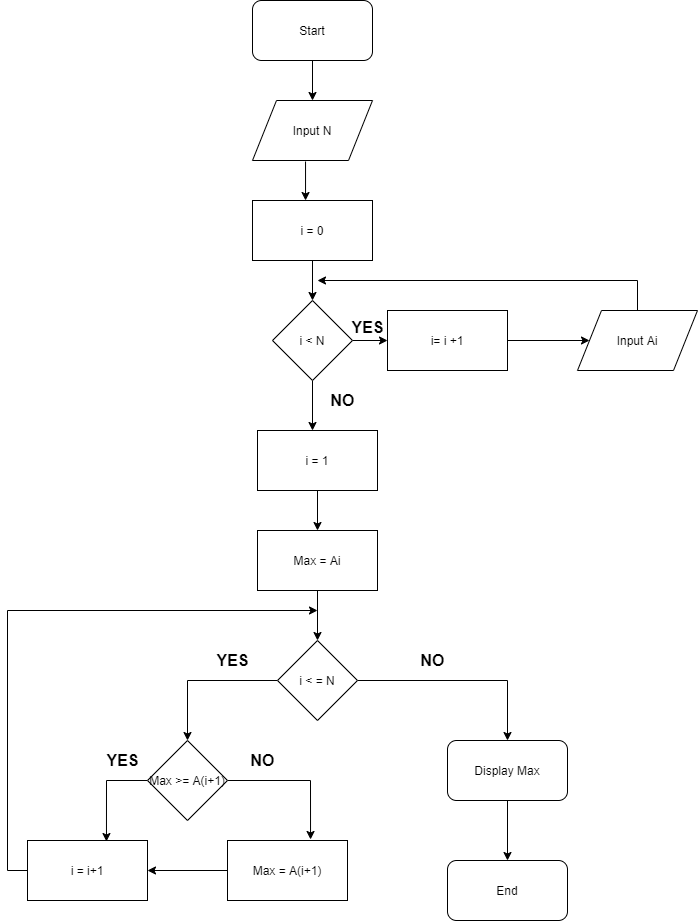 Start
Input N
i = 0
i < N
YES
i= i +1
Input Ai
NO
i = 1
Max = Ai
YES
i < = N
NO
YES
Max >= A(i+1)
NO
Display Max
i = i+1
Max = A(i+1)
End